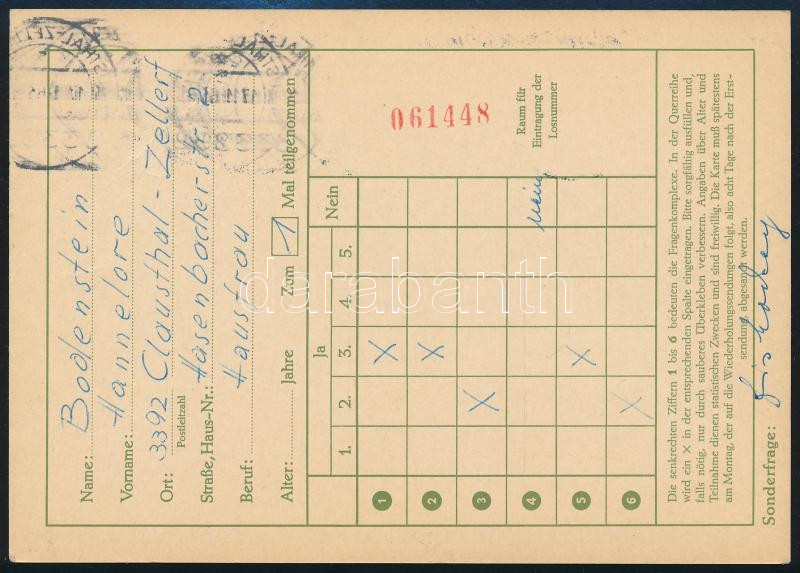 Name: Bodenstein
Vorname: Hannelore
Ort: 3392 Clausthal-Zellerf
Postleitzahl
Straße, Haus-Nr.: Hasenbacherstr 2
Beruf: Hausfrau
Alter: Jahre Zum 1 Mal teilgenommen
Ja Nein
1. 2. 3. 4. 5.
1 X
2 X
3 X
4 Nein
5 X
6 X
061448
Raum für
Eintragung der
Losnummer
Die senkrechten Ziffern 1 bis 6 bedeuten die Fragenkomplexe. In der Querreihe
wird ein × in der entsprechenden Spalte eingetragen. Bitte sorgfältig ausfüllen und,
falls nötig, nur durch sauberes Überkleben verbessern. Angaben über Alter und
Teilnahme dienen statistischen Zwecken und sind freiwillig. Die Karte muß spätestens
am Montag, der auf die Wiederholungssendungen folgt, also acht Tage nach der Erst-
sendung abgesandt werden.
Sonderfrage: Eishockey
darabanth